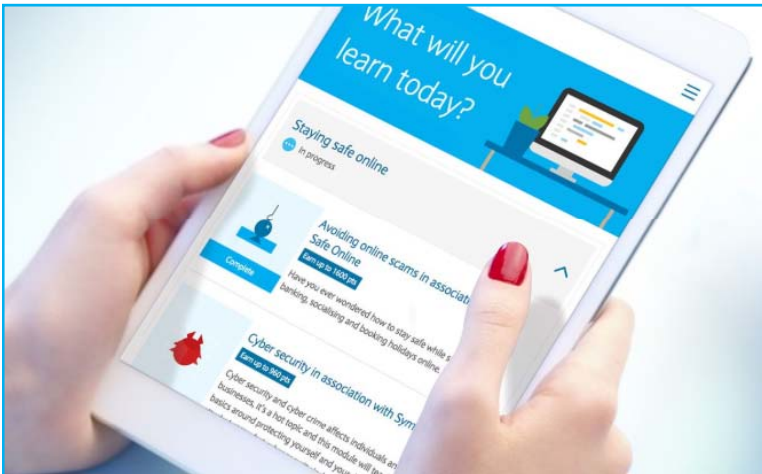 What will you
learn today?
Staying safe online
In progress
Avoiding online scams in associati
Safe Online
Earn up to 1600 pts
Complete
Have you ever wondered how to stay safe while s
banking, socialising and booking holidays online.
Cyber security in association with Sym
Earn up to 960 pts
Cyber security and cyber crime affects individuals an
businesses, it's a hot topic and this module will tea
basics around protecting yourself and your